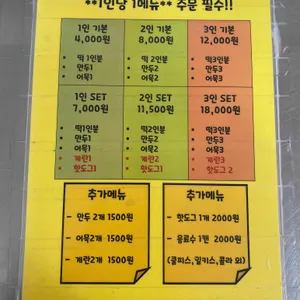 **1인당 1메뉴** 주문 필수!!
1인 기본
4,000원
• 떡 1인분
• 만두1
• 어묵1
2인 기본
8,000원
• 떡2인분
• 만두2
• 어묵2
3인 기본
12,000원
• 떡3인분
• 만두3
• 어묵3
1인 SET
7,000원
• 떡1인분
• 만두1
• 어묵1
• 계란1
• 핫도그1
2인 SET
11,500원
• 떡2인분
• 만두2
• 어묵2
• 계란2
• 핫도그1
3인 SET
18,000원
• 떡3인분
• 만두3
• 어묵3
• 계란3
• 핫도그 2
추가메뉴
- 만두 2개 1500원
- 어묵2개 1500원
- 계란2개 1500원
추가메뉴
- 핫도그 1개 2000원
- 음료수 1캔 2000원
(쿨피스,밀키스,콜라 외)